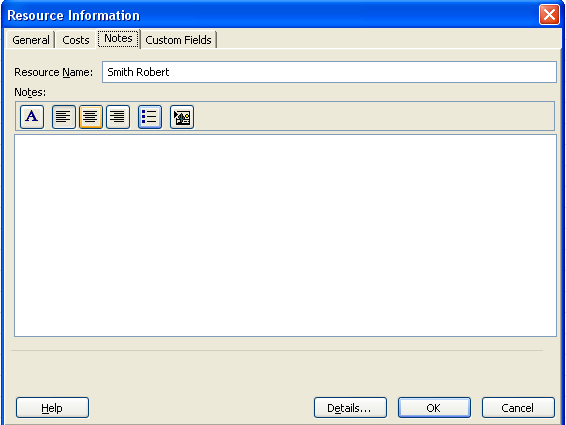 Resource Information
General Costs Notes Custom Fields
Resource Name: Smith Robert
Notes:
A
Help Details... OK Cancel